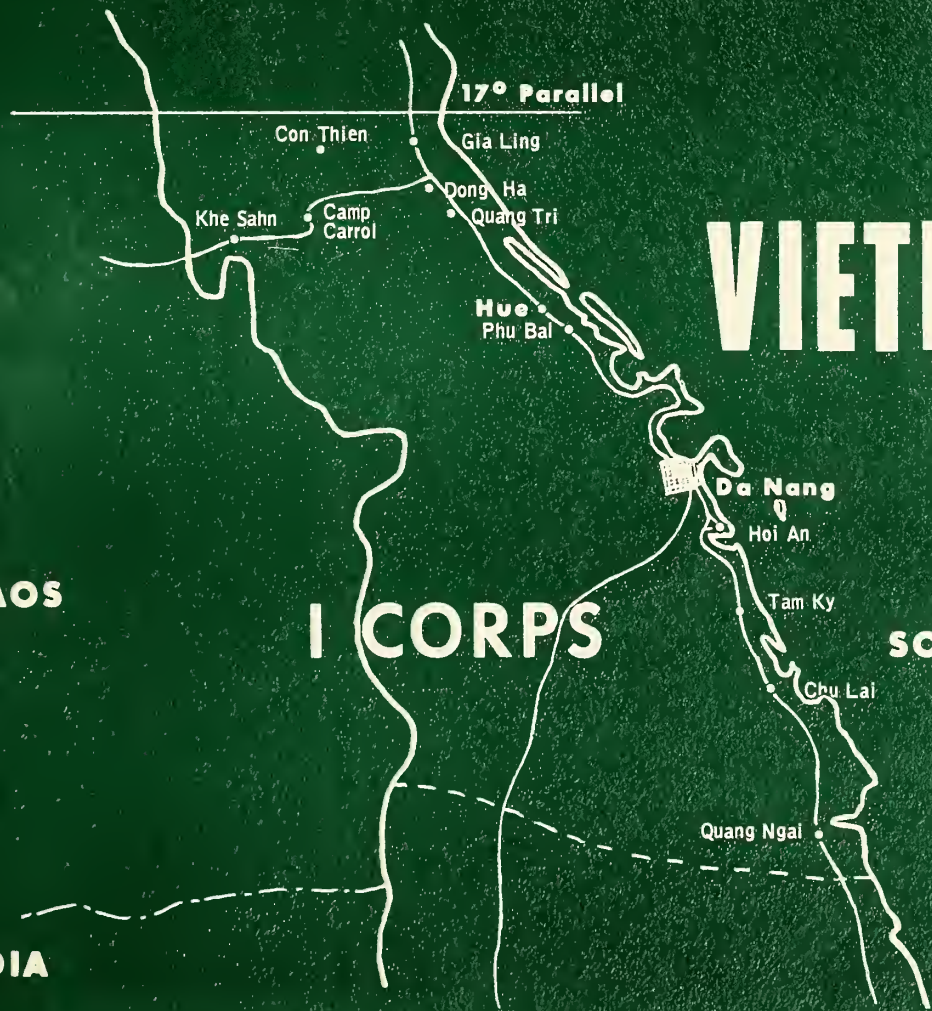 17° Parallel
Con Thien
Gia Ling
Dong Ha
Khe Sahn
Camp
Carrol
Quang Tri
VIET
Hue
Phu Bai
Da Nang
Hoi An
AOS
I CORPS
Tam Ky
SO
Chu Lai
Quang Ngai
DIA